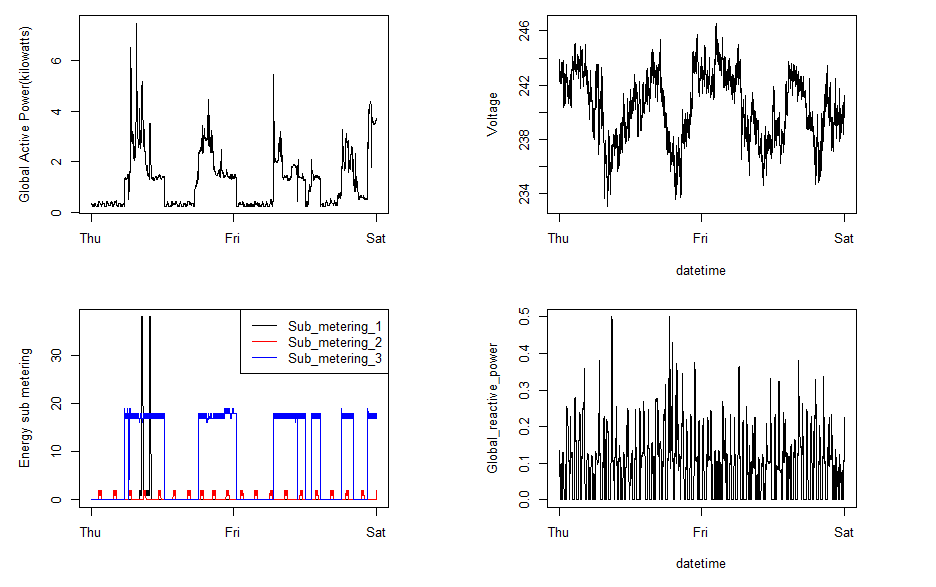 Global Active Power(kilowatts)
6
4
2
0
Thu
Fri
Sat
Voltage
246
242
238
234
Thu
Fri
Sat
datetime
Energy sub metering
30
20
10
0
Sub_metering_1
Sub_metering_2
Sub_metering_3
Thu
Fri
Sat
Global_reactive_power
0.5
0.4
0.3
0.2
0.1
0.0
Thu
Fri
Sat
datetime